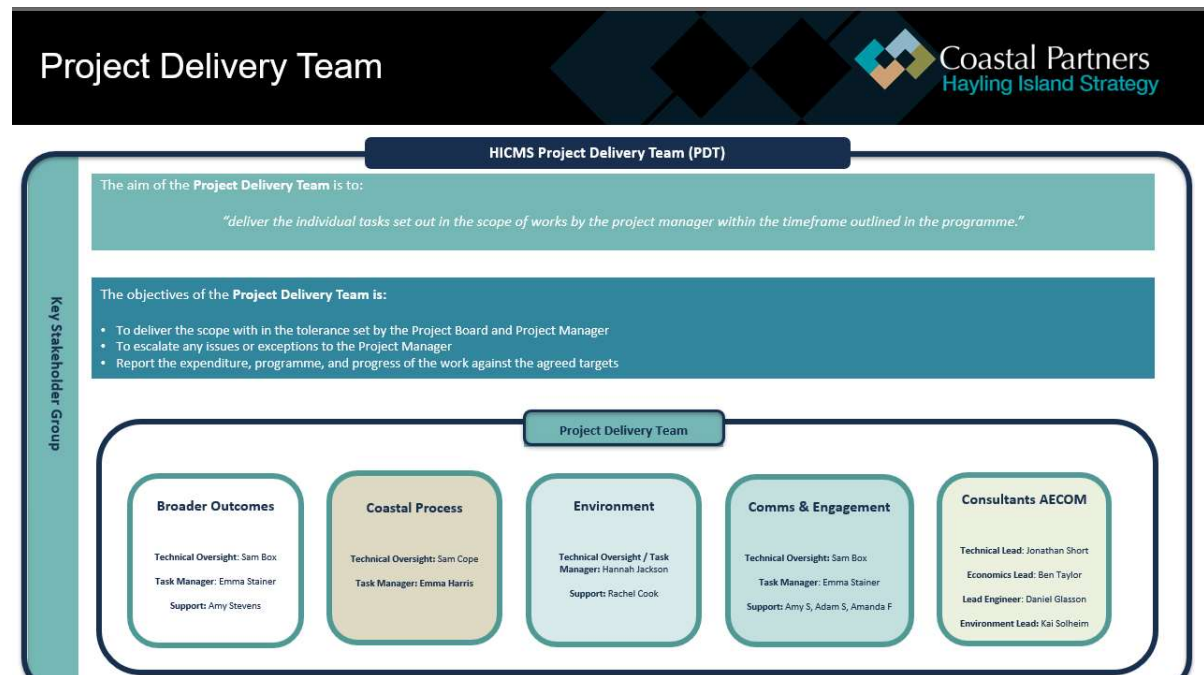 Project Delivery Team
Coastal Partners
Hayling Island Strategy
HICMS Project Delivery Team (PDT)
Key Stakeholder Group
The aim of the Project Delivery Team is to:
"deliver the individual tasks set out in the scope of works by the project manager within the timeframe outlined in the programme."
The objectives of the Project Delivery Team is:
• To deliver the scope with in the tolerance set by the Project Board and Project Manager
• To escalate any issues or exceptions to the Project Manager
• Report the expenditure, programme, and progress of the work against the agreed targets
Project Delivery Team
Broader Outcomes
Technical Oversight: Sam Box
Task Manager: Emma Stainer
Support: Amy Stevens
Coastal Process
Technical Oversight: Sam Cope
Task Manager: Emma Harris
Environment
Technical Oversight / Task
Manager: Hannah Jackson
Support: Rachel Cook
Comms & Engagement
Technical Oversight: Sam Box
Task Manager: Emma Stainer
Support: Amy S, Adam S, Amanda F
Consultants AECOM
Technical Lead: Jonathan Short
Economics Lead: Ben Taylor
Lead Engineer: Daniel Glasson
Environment Lead: Kai Solheim